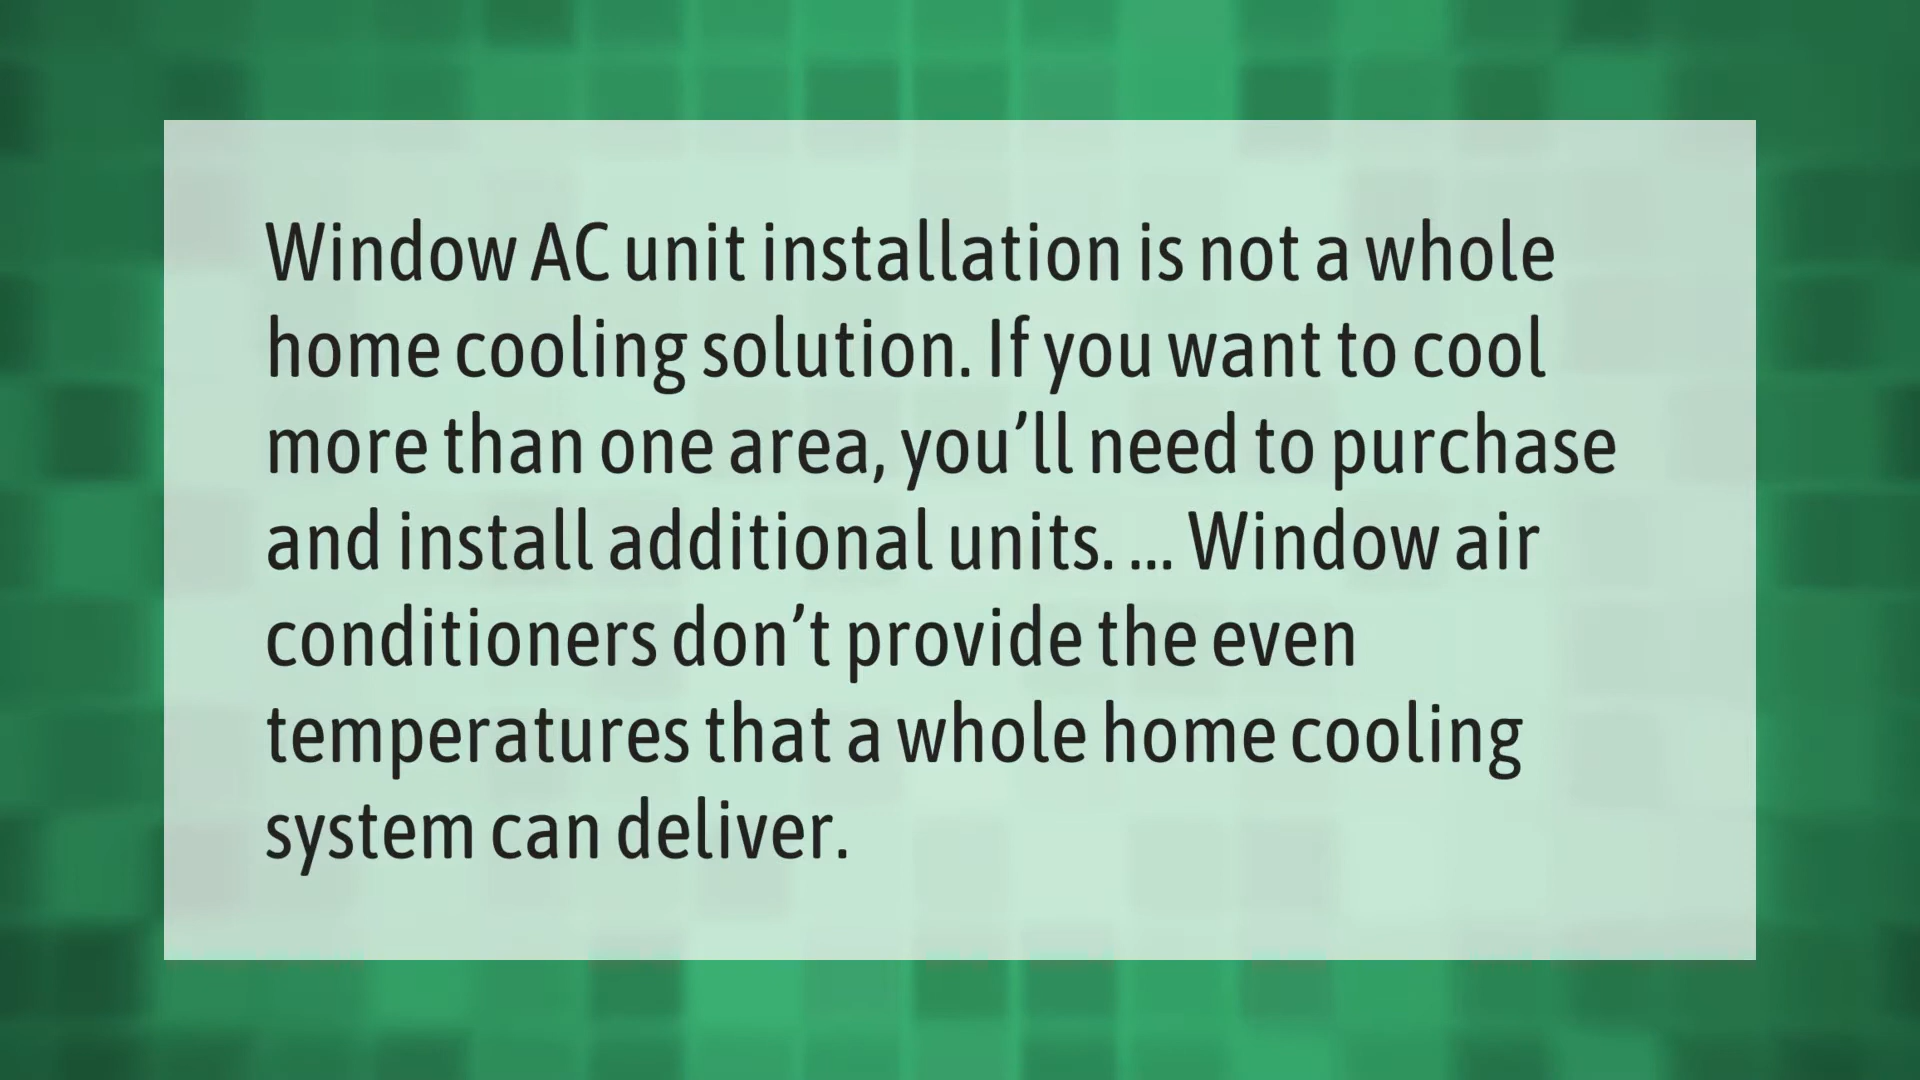 Window AC unit installation is not a whole
home cooling solution. If you want to cool
more than one area, you’ll need to purchase
and install additional units. ... Window air
conditioners don’t provide the even
temperatures that a whole home cooling
system can deliver.